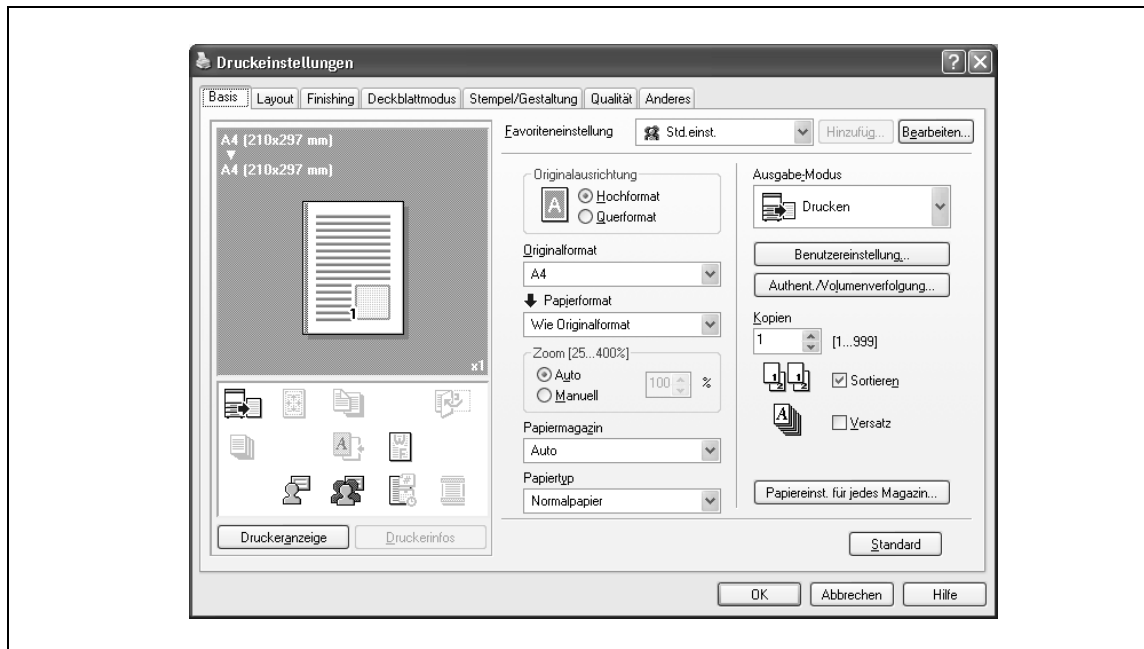 Druckeinstellungen
Basis Layout Finishing Deckblattmodus Stempel/Gestaltung Qualität Anderes
A4 (210x297 mm)
A4 (210x297 mm)
1
x1
Druckeranzeige Druckerinfos
Favoriteneinstellung Std.einst. Hinzufüg... Bearbeiten...
Originalausrichtung
A Hochformat
Querformat
Originalformat
A4
Papierformat
Wie Originalformat
Zoom [25...400%]
Auto
Manuell
100 %
Papiermagazin
Auto
Papiertyp
Normalpapier
Ausgabe-Modus
Drucken
Benutzereinstellung...
Authent./Volumenverfolgung...
Kopien
1 [1...999]
Sortieren
Versatz
Papiereinst. für jedes Magazin...
Standard
OK Abbrechen Hilfe